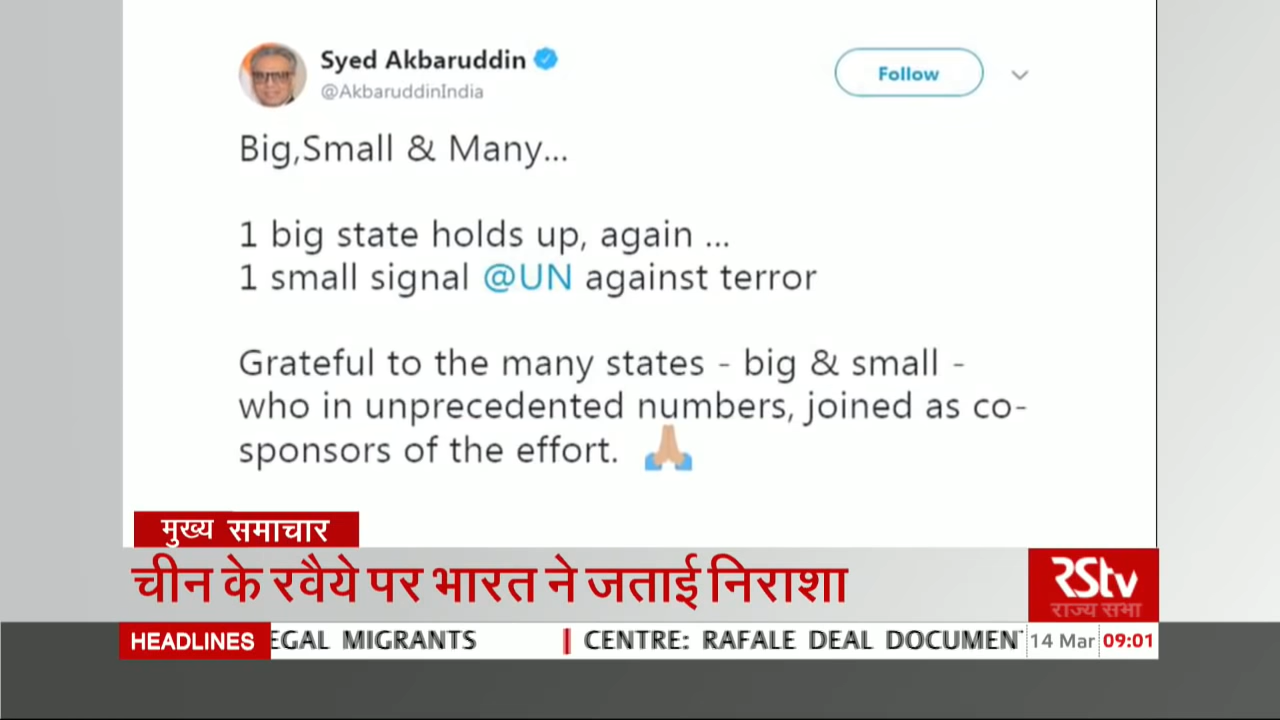 Syed Akbaruddin
@AkbaruddinIndia
Follow
Big,Small & Many...
1 big state holds up, again ...
1 small signal @UN against terror
Grateful to the many states - big & small -
who in unprecedented numbers, joined as co-
sponsors of the effort. 🙏🏼
मुख्य समाचार
चीन के रवैये पर भारत ने जताई निराशा
RStv
राज्य सभा
HEADLINES
EGAL MIGRANTS | CENTRE: RAFALE DEAL DOCUMEN
14 Mar 09:01